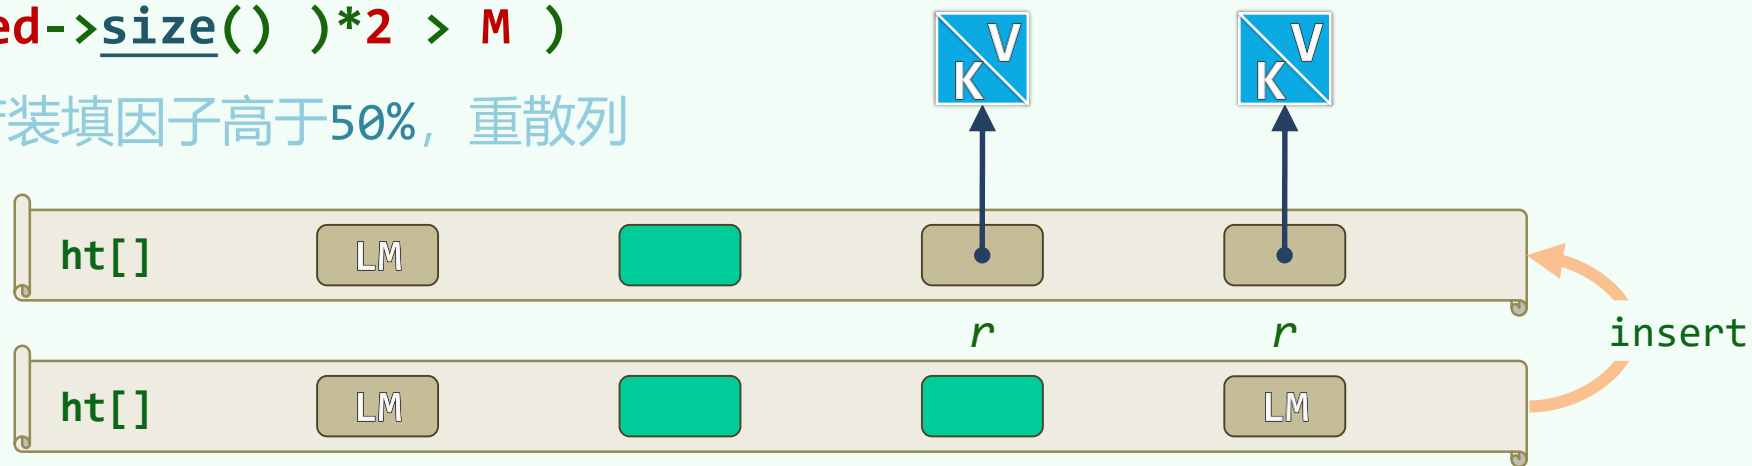 ed->size() )*2 > M )
装填因子高于50%，重散列
V V
K K
ht[] LM
r r
insert
ht[] LM LM